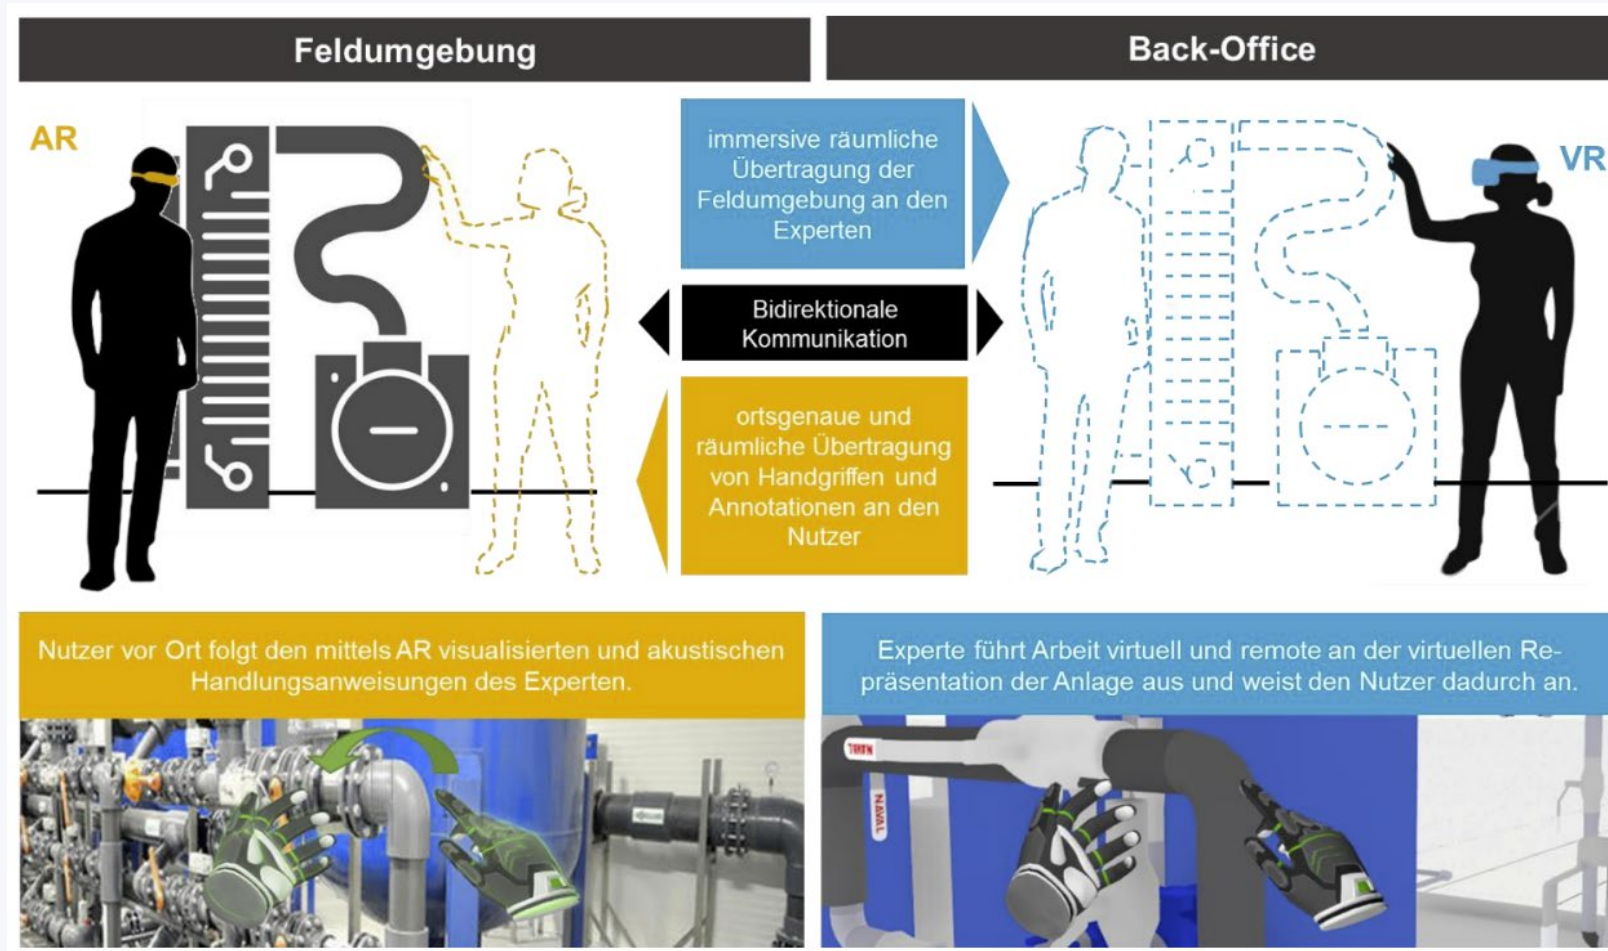 Feldumgebung
Back-Office
AR
immersive räumliche
Übertragung der
Feldumgebung an den
Experten
VR
Bidirektionale
Kommunikation
ortsgenaue und
räumliche Übertragung
von Handgriffen und
Annotationen an den
Nutzer
Nutzer vor Ort folgt den mittels AR visualisierten und akustischen
Handlungsanweisungen des Experten.
Experte führt Arbeit virtuell und remote an der virtuellen Re-
präsentation der Anlage aus und weist den Nutzer dadurch an.
NAVAL
NAVAL